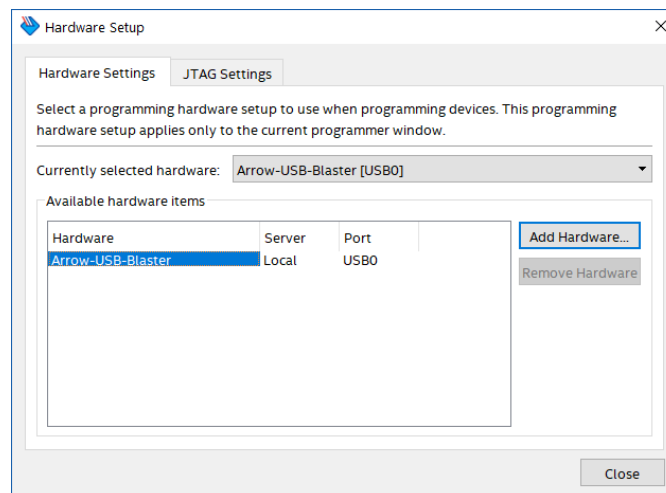 Hardware Setup
Hardware Settings
JTAG Settings
Select a programming hardware setup to use when programming devices. This programming
hardware setup applies only to the current programmer window.
Currently selected hardware: Arrow-USB-Blaster [USB0]
Available hardware items
Hardware Server Port
Arrow-USB-Blaster Local USB0
Add Hardware...
Remove Hardware
Close